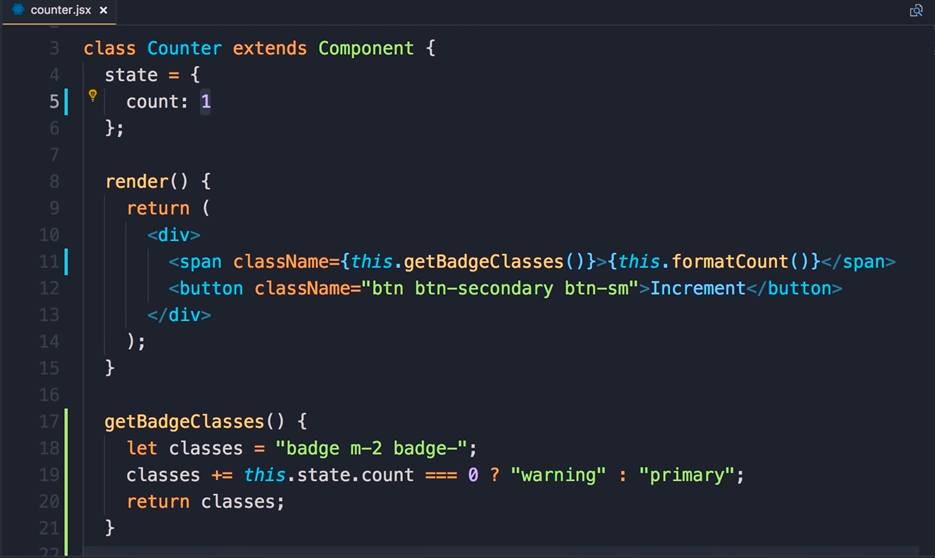 counter.jsx ×
3 class Counter extends Component {
4 state = {
5 count: 1
6 };
7
8 render() {
9 return (
10 <div>
11 <span className={this.getBadgeClasses()}>{this.formatCount()}</span>
12 <button className="btn btn-secondary btn-sm">Increment</button>
13 </div>
14 );
15 }
16
17 getBadgeClasses() {
18 let classes = "badge m-2 badge-";
19 classes += this.state.count === 0 ? "warning" : "primary";
20 return classes;
21 }
22